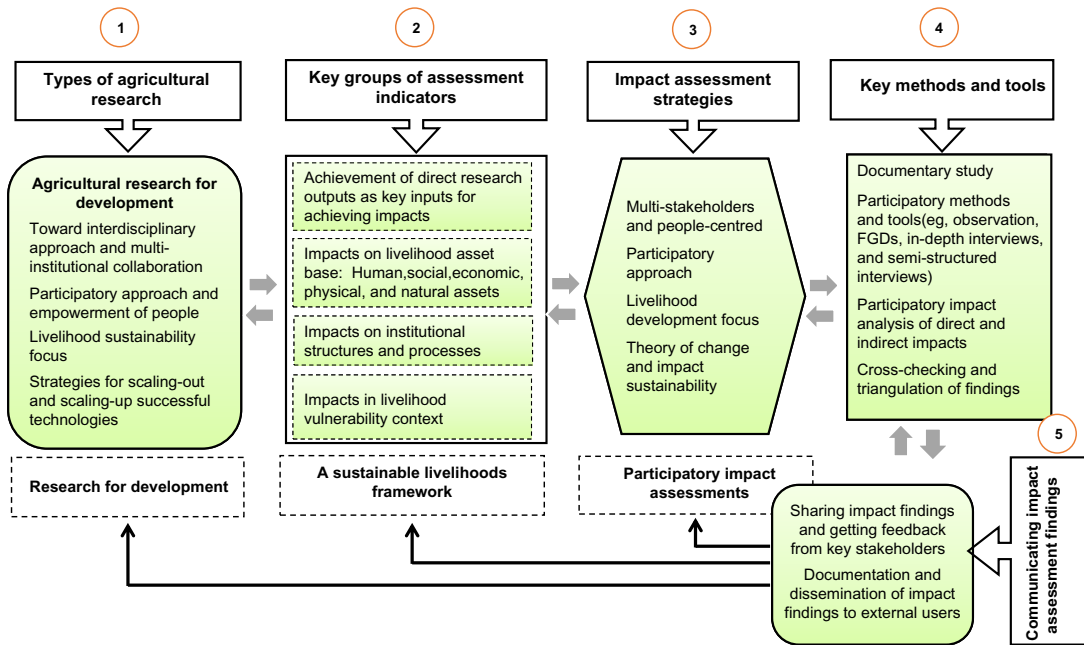 1
Types of agricultural
research
Agricultural research for
development
Toward interdisciplinary
approach and multi-
institutional collaboration
Participatory approach and
empowerment of people
Livelihood sustainability
focus
Strategies for scaling-out
and scaling-up successful
technologies
Research for development
2
Key groups of assessment
indicators
Achievement of direct research
outputs as key inputs for
achieving impacts
Impacts on livelihood asset
base: Human,social,economic,
physical, and natural assets
Impacts on institutional
structures and processes
Impacts in livelihood
vulnerability context
A sustainable livelihoods
framework
3
Impact assessment
strategies
Multi-stakeholders
and people-centred
Participatory
approach
Livelihood
development focus
Theory of change
and impact
sustainability
Participatory impact
assessments
4
Key methods and tools
Documentary study
Participatory methods
and tools(eg, observation,
FGDs, in-depth interviews,
and semi-structured
interviews)
Participatory impact
analysis of direct and
indirect impacts
Cross-checking and
triangulation of findings
5
Communicating impact
assessment findings
Sharing impact findings
and getting feedback
from key stakeholders
Documentation and
dissemination of impact
findings to external users